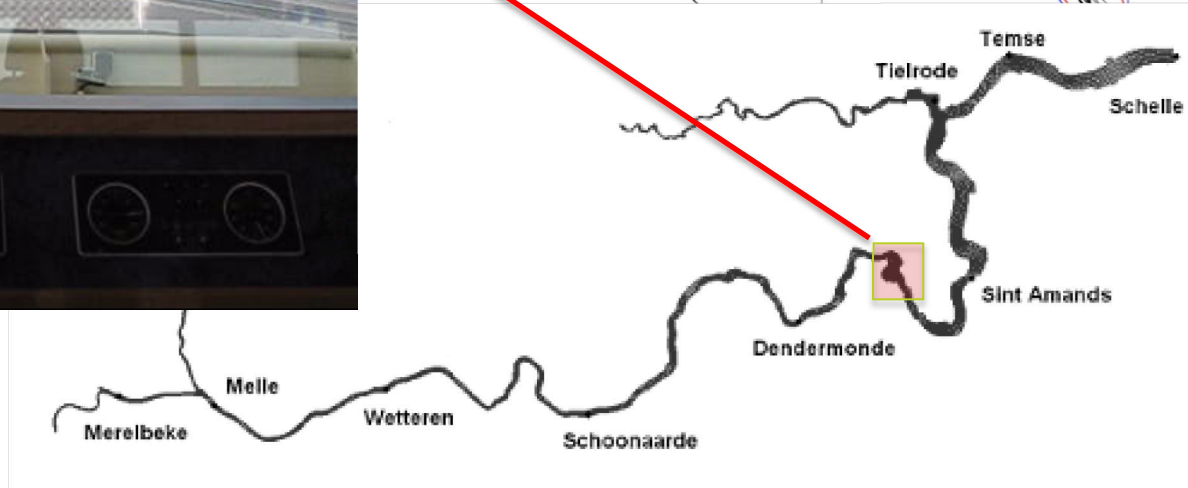 Temse
Tielrode
Schelle
Sint Amands
Dendermonde
Melle
Wetteren
Merelbeke
Schoonaarde